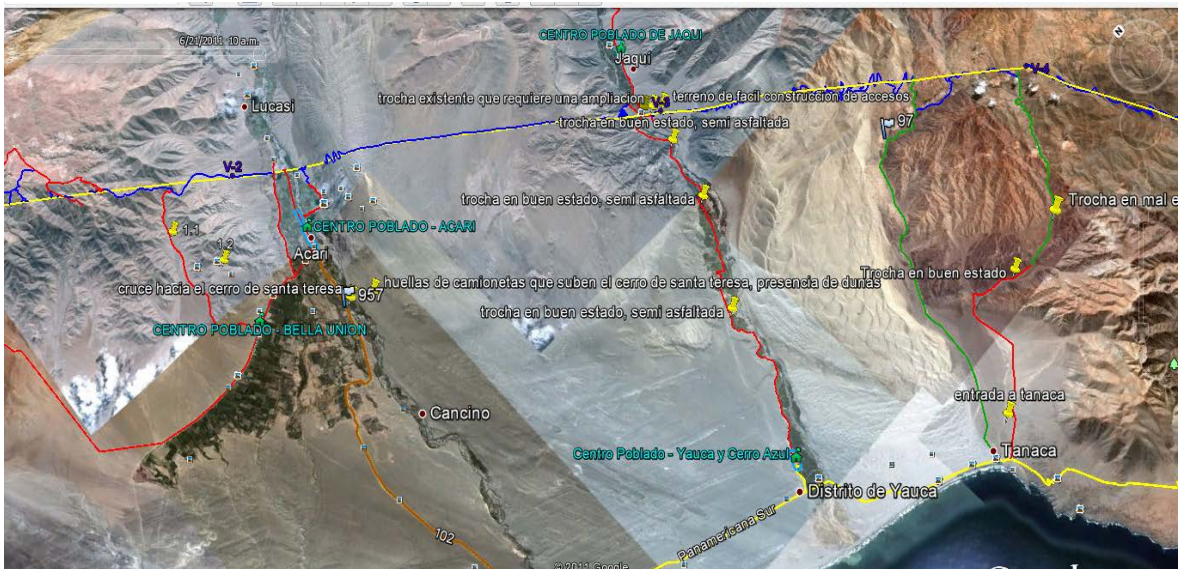 6/21/2011 10 a.m.
N
CENTRO POBLADO DE JAQUI
Jaqui
V-4
Lucasi
trocha existente que requiere una ampliacion
V-3
terreno de facil construccion de accesos
trocha en buen estado, semi asfaltada
97
V-2
trocha en buen estado, semi asfaltada
Trocha en mal e
1.1
CENTRO POBLADO - ACARI
1.2
Acari
Trocha en buen estado
cruce hacia el cerro de santa teresa
957
huellas de camionetas que suben el cerro de santa teresa, presencia de dunas
trocha en buen estado, semi asfaltada
CENTRO POBLADO - BELLA UNION
entrada a tanaca
Cancino
Centro Poblado - Yauca y Cerro Azul
Tanaca
Distrito de Yauca
Panamericana Sur
102
© 2011 Google